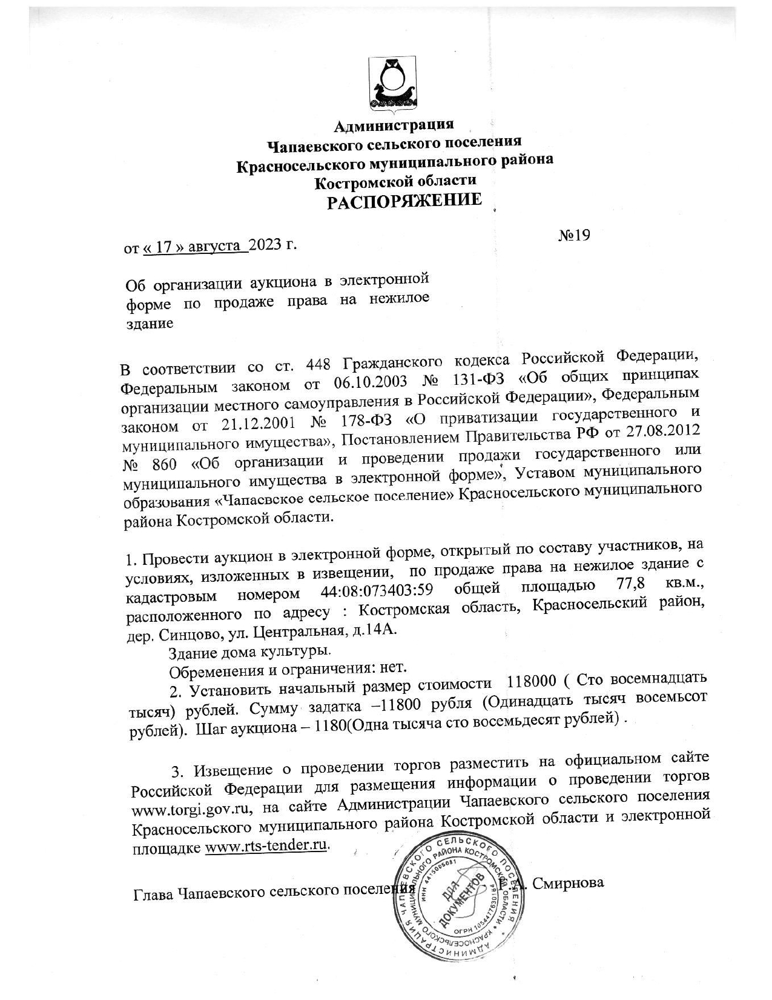 Администрация
Чапаевского сельского поселения
Красносельского муниципального района
Костромской области
РАСПОРЯЖЕНИЕ
от « 17 » августа 2023 г.
№19
Об организации аукциона в электронной
форме по продаже права на нежилое
здание
В соответствии со ст. 448 Гражданского кодекса Российской Федерации,
Федеральным законом от 06.10.2003 № 131-ФЗ «Об общих принципах
организации местного самоуправления в Российской Федерации», Федеральным
законом от 21.12.2001 № 178-ФЗ «О приватизации государственного и
муниципального имущества», Постановлением Правительства РФ от 27.08.2012
№ 860 «Об организации и проведении продажи государственного или
муниципального имущества в электронной форме», Уставом муниципального
образования «Чапаевское сельское поселение» Красносельского муниципального
района Костромской области.
1. Провести аукцион в электронной форме, открытый по составу участников, на
условиях, изложенных в извещении, по продаже права на нежилое здание с
кадастровым номером 44:08:073403:59 общей площадью 77,8 кв.м.,
расположенного по адресу : Костромская область, Красносельский район,
дер. Синцово, ул. Центральная, д.14А.
Здание дома культуры.
Обременения и ограничения: нет.
2. Установить начальный размер стоимости 118000 ( Сто восемнадцать
тысяч) рублей. Сумму задатка –11800 рубля (Одинадцать тысяч восемьсот
рублей). Шаг аукциона – 1180(Одна тысяча сто восемьдесят рублей) .
3. Извещение о проведении торгов разместить на официальном сайте
Российской Федерации для размещения информации о проведении торгов
www.torgi.gov.ru, на сайте Администрации Чапаевского сельского поселения
Красносельского муниципального района Костромской области и электронной
площадке www.rts-tender.ru.
Глава Чапаевского сельского поселения Г.А. Смирнова
АДМИНИСТРАЦИЯ ЧАПАЕВСКОГО СЕЛЬСКОГО ПОСЕЛЕНИЯ
КРАСНОСЕЛЬСКОГО МУНИЦИПАЛЬНОГО РАЙОНА КОСТРОМСКОЙ ОБЛАСТИ
ИНН 4415005081
ОГРН 1054477630184
ДЛЯ
ДОКУМЕНТОВ